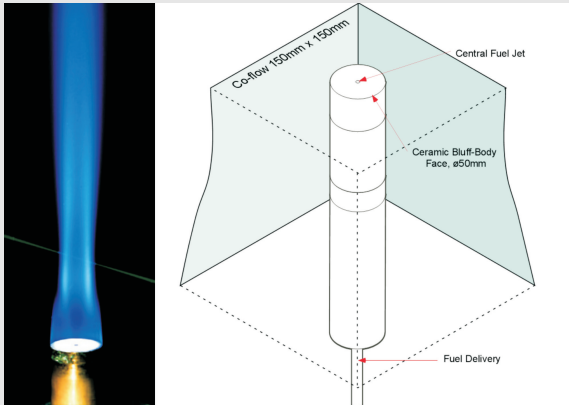 Co-flow 150mm x 150mm
Central Fuel Jet
Ceramic Bluff-Body
Face, ø50mm
Fuel Delivery